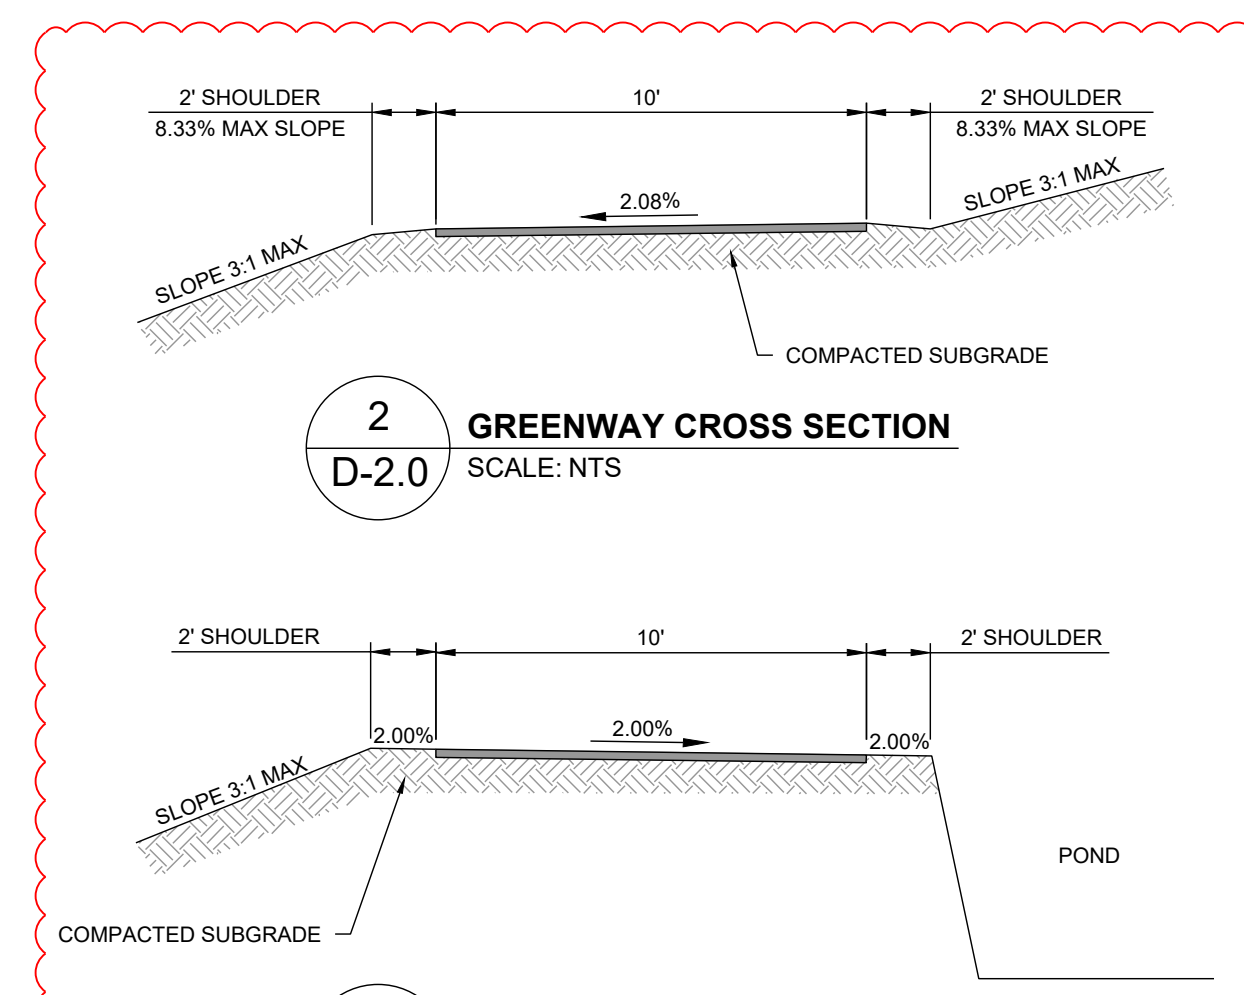 2' SHOULDER
10'
2' SHOULDER
8.33% MAX SLOPE
8.33% MAX SLOPE
SLOPE 3:1 MAX
2.08%
SLOPE 3:1 MAX
COMPACTED SUBGRADE
2
GREENWAY CROSS SECTION
D-2.0
SCALE: NTS
2' SHOULDER
10'
2' SHOULDER
2.00%
2.00%
2.00%
SLOPE 3:1 MAX
POND
COMPACTED SUBGRADE